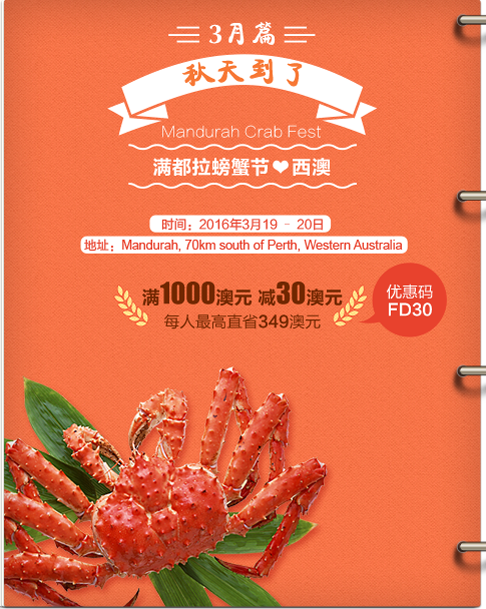 3月篇
秋天到了
Mandurah Crab Fest
满都拉螃蟹节❤西澳
时间：2016年3月19 - 20日
地址：Mandurah, 70km south of Perth, Western Australia
满1000澳元 减30澳元
每人最高直省349澳元
优惠码
FD30